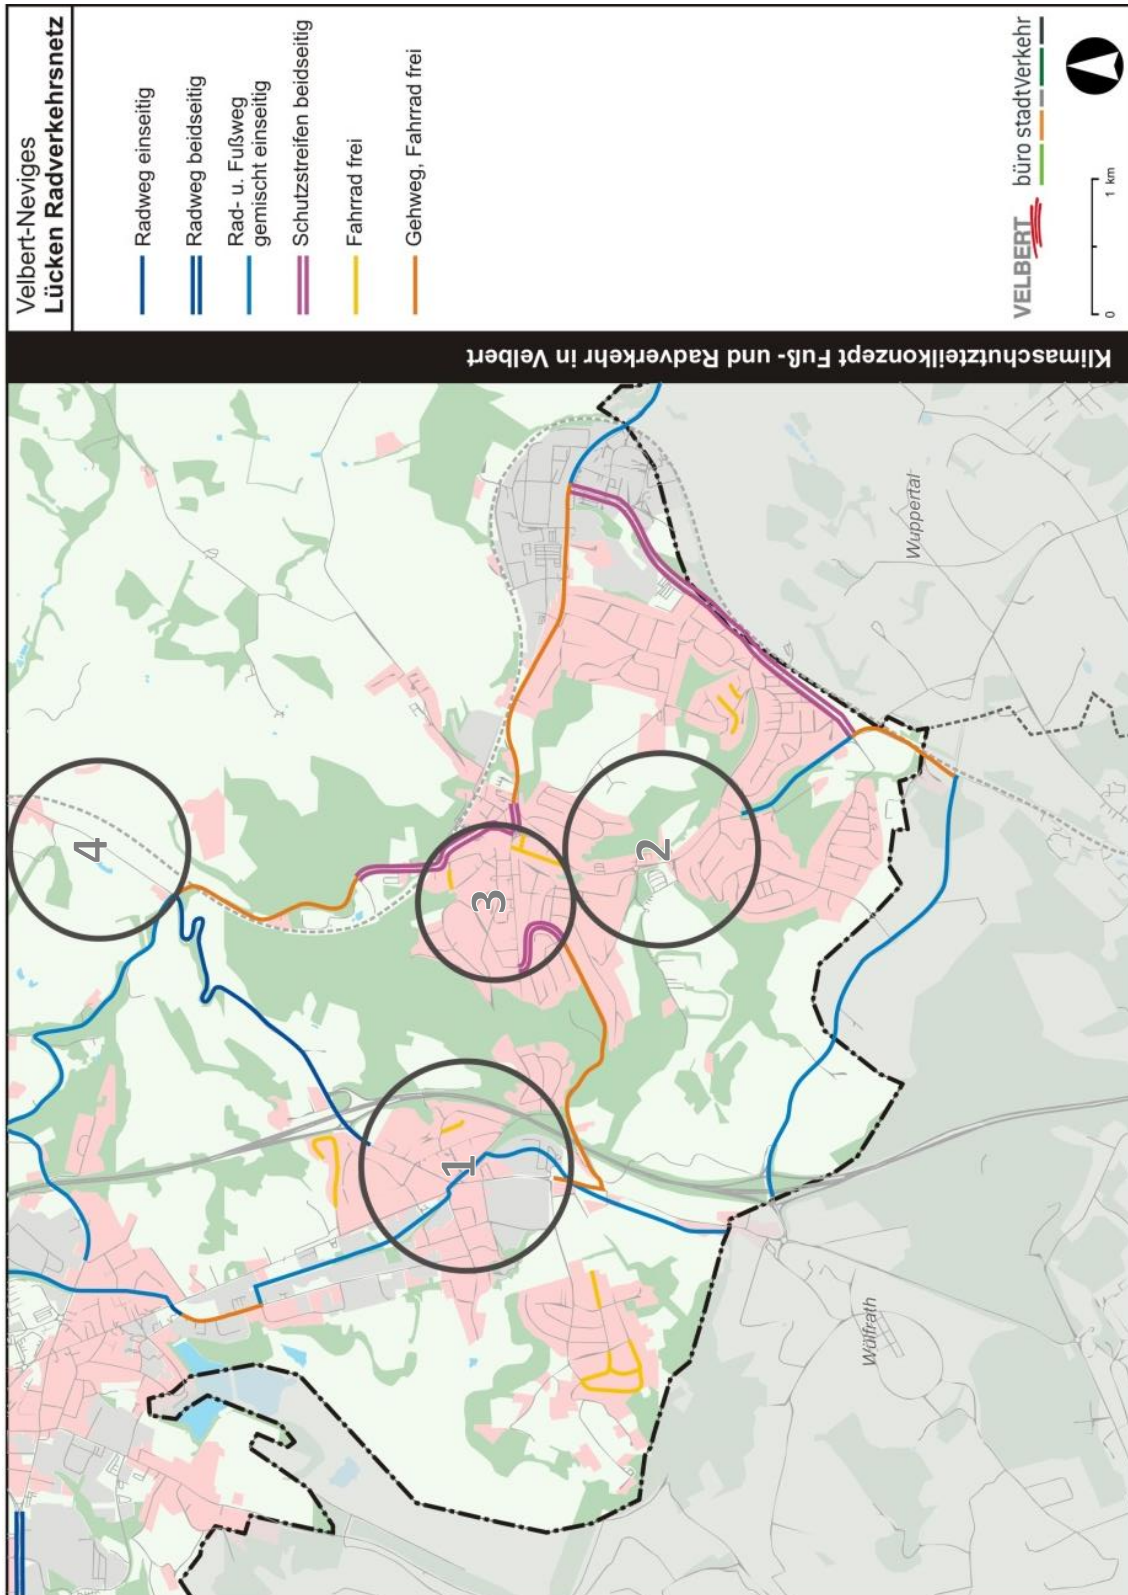 Velbert-Neviges
Lücken Radverkehrsnetz
Radweg einseitig
Radweg beidseitig
Rad- u. Fußweg
gemischt einseitig
Schutzstreifen beidseitig
Fahrrad frei
Gehweg, Fahrrad frei
VELBERT
büro stadtVerkehr
0
1 km
Klimaschutzteilkonzept Fuß- und Radverkehr in Velbert
4
3
2
1
Wuppertal
Wülfrath